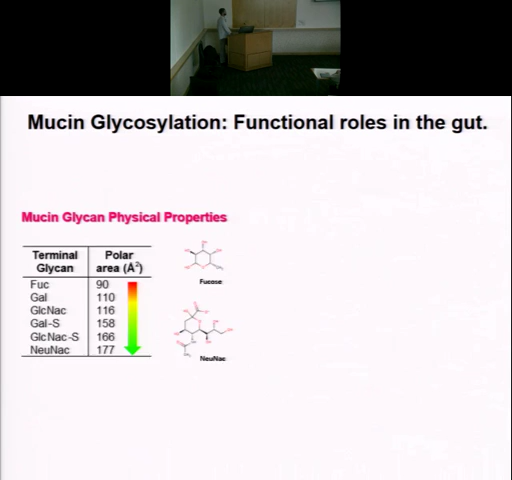 Mucin Glycosylation: Functional roles in the gut.
Mucin Glycan Physical Properties
Terminal Glycan Polar area (Å²)
Fuc 90
Gal 110
GlcNac 116
Gal-S 158
GlcNac-S 166
NeuNac 177
Fucose
NeuNac